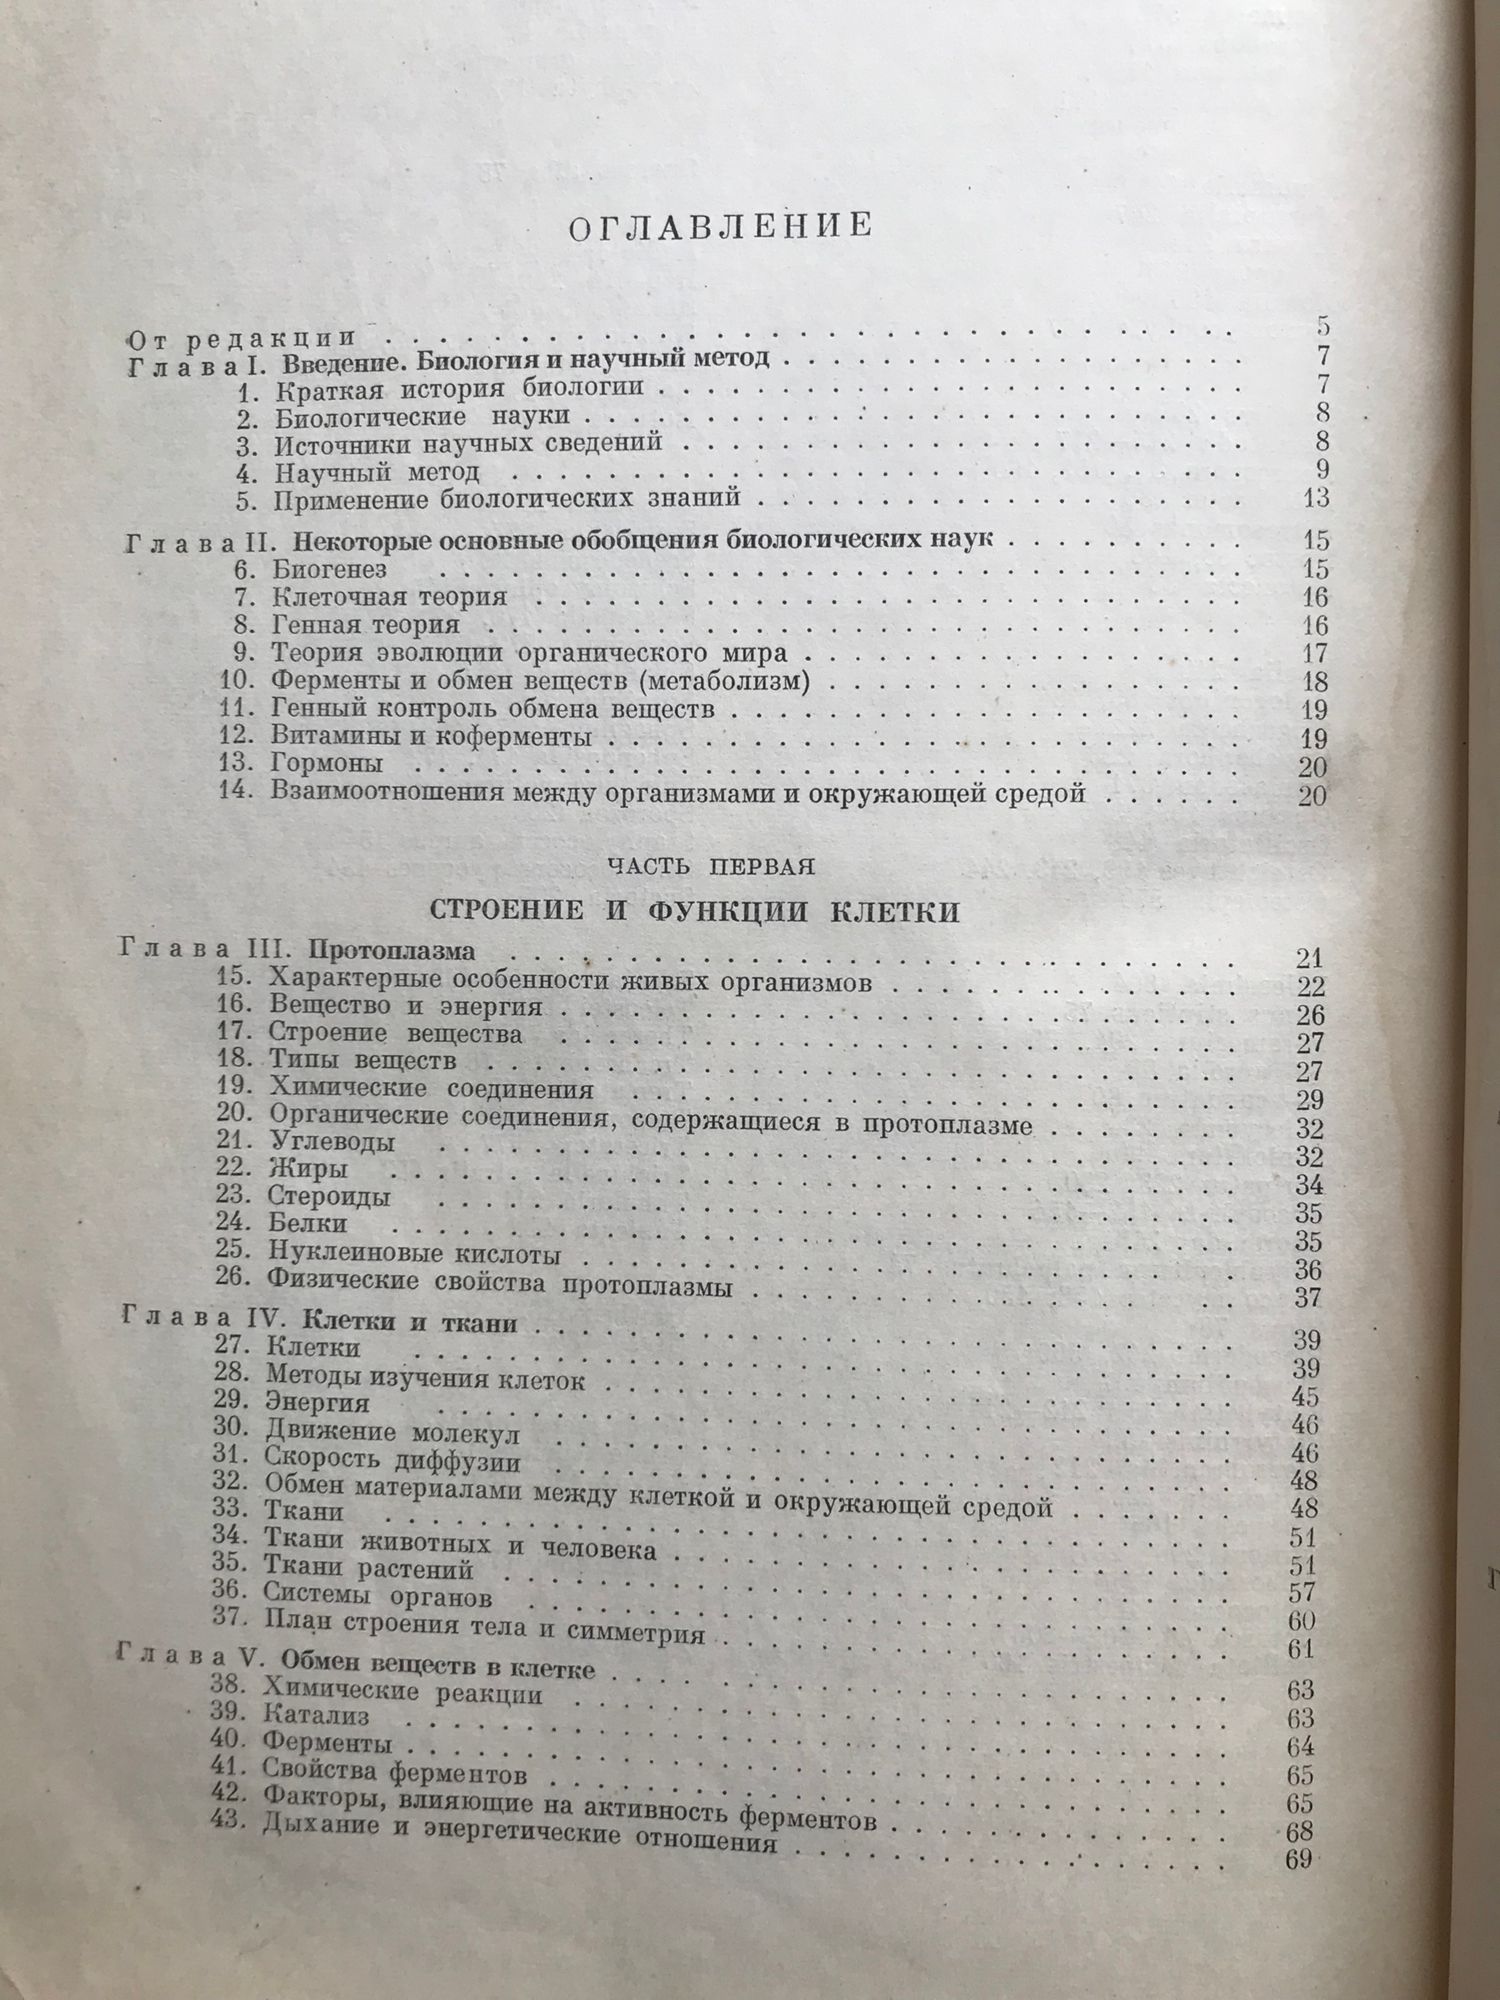 ОГЛАВЛЕНИЕ
От редакции . . . . . . . . . . . . . . . . . . . . 5
Глава I. Введение. Биология и научный метод . . . . . . . . . . 7
1. Краткая история биологии . . . . . . . . . . 7
2. Биологические науки . . . . . . . . . . 8
3. Источники научных сведений . . . . . . . . . . 8
4. Научный метод . . . . . . . . . . 9
5. Применение биологических знаний . . . . . . . . . . 13
Глава II. Некоторые основные обобщения биологических наук . . . . . . . . . . 15
6. Биогенез . . . . . . . . . . 15
7. Клеточная теория . . . . . . . . . . 16
8. Генная теория . . . . . . . . . . 16
9. Теория эволюции органического мира . . . . . . . . . . 17
10. Ферменты и обмен веществ (метаболизм) . . . . . . . . . . 18
11. Генный контроль обмена веществ . . . . . . . . . . 19
12. Витамины и коферменты . . . . . . . . . . 19
13. Гормоны . . . . . . . . . . 20
14. Взаимоотношения между организмами и окружающей средой . . . . . . 20
ЧАСТЬ ПЕРВАЯ
СТРОЕНИЕ И ФУНКЦИИ КЛЕТКИ
Глава III. Протоплазма . . . . . . . . . . 21
15. Характерные особенности живых организмов . . . . . . . . . . 22
16. Вещество и энергия . . . . . . . . . . 26
17. Строение вещества . . . . . . . . . . 27
18. Типы веществ . . . . . . . . . . 27
19. Химические соединения . . . . . . . . . . 29
20. Органические соединения, содержащиеся в протоплазме . . . . . . . . 32
21. Углеводы . . . . . . . . . . 32
22. Жиры . . . . . . . . . . 34
23. Стероиды . . . . . . . . . . 35
24. Белки . . . . . . . . . . 35
25. Нуклеиновые кислоты . . . . . . . . . . 36
26. Физические свойства протоплазмы . . . . . . . . . . 37
Глава IV. Клетки и ткани . . . . . . . . . . 39
27. Клетки . . . . . . . . . . 39
28. Методы изучения клеток . . . . . . . . . . 45
29. Энергия . . . . . . . . . . 46
30. Движение молекул . . . . . . . . . . 46
31. Скорость диффузии . . . . . . . . . . 48
32. Обмен материалами между клеткой и окружающей средой . . . . . . . 48
33. Ткани . . . . . . . . . . 51
34. Ткани животных и человека . . . . . . . . . . 51
35. Ткани растений . . . . . . . . . . 57
36. Системы органов . . . . . . . . . . 60
37. План строения тела и симметрия . . . . . . . . . . 61
Глава V. Обмен веществ в клетке . . . . . . . . . . 63
38. Химические реакции . . . . . . . . . . 63
39. Катализ . . . . . . . . . . 64
40. Ферменты . . . . . . . . . . 65
41. Свойства ферментов . . . . . . . . . . 65
42. Факторы, влияющие на активность ферментов . . . . . . . . . . 68
43. Дыхание и энергетические отношения . . . . . . . . . . 69